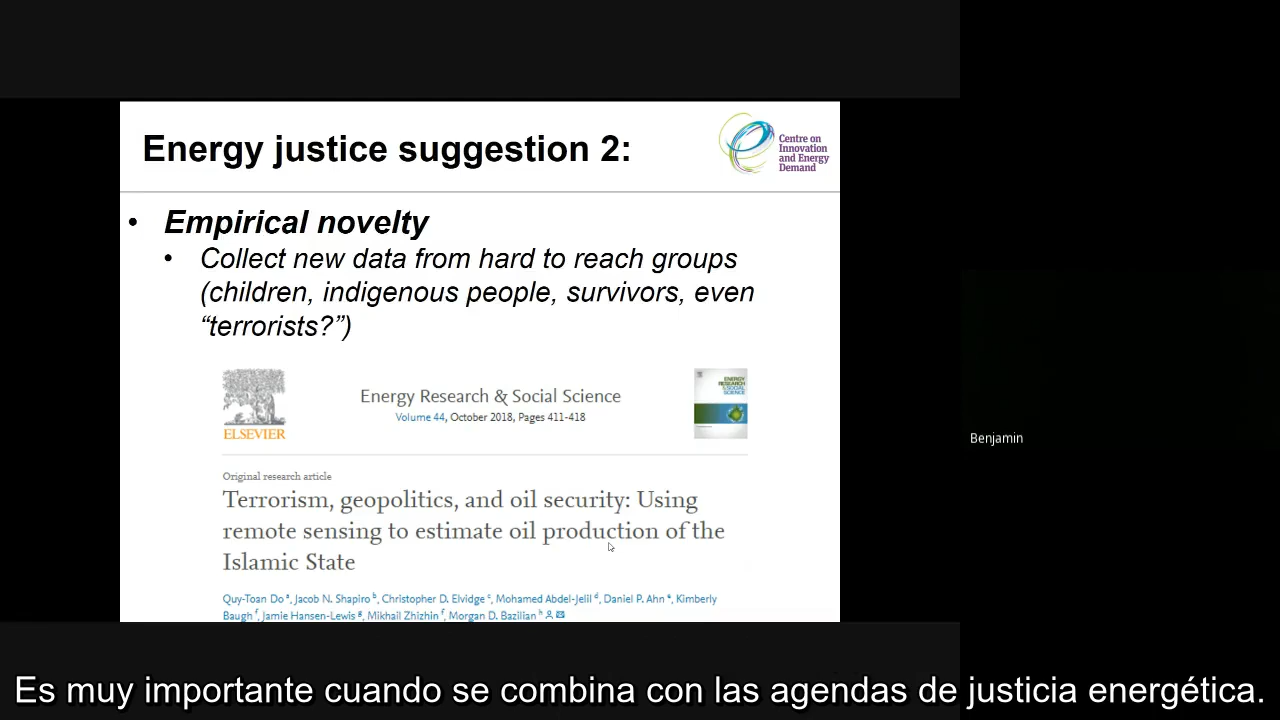 Energy justice suggestion 2:
Centre on
Innovation
and Energy
Demand
• Empirical novelty
• Collect new data from hard to reach groups
(children, indigenous people, survivors, even
“terrorists?”)
ELSEVIER
Energy Research & Social Science
Volume 44, October 2018, Pages 411-418
ENERGY
RESEARCH
& SOCIAL
SCIENCE
Original research article
Terrorism, geopolitics, and oil security: Using
remote sensing to estimate oil production of the
Islamic State
Quy-Toan Do a, Jacob N. Shapiro b, Christopher D. Elvidge c, Mohamed Abdel-Jelil d, Daniel P. Ahn e, Kimberly
Baugh f, Jamie Hansen-Lewis g, Mikhail Zhizhin f, Morgan D. Bazilian h
Benjamin
Es muy importante cuando se combina con las agendas de justicia energética.